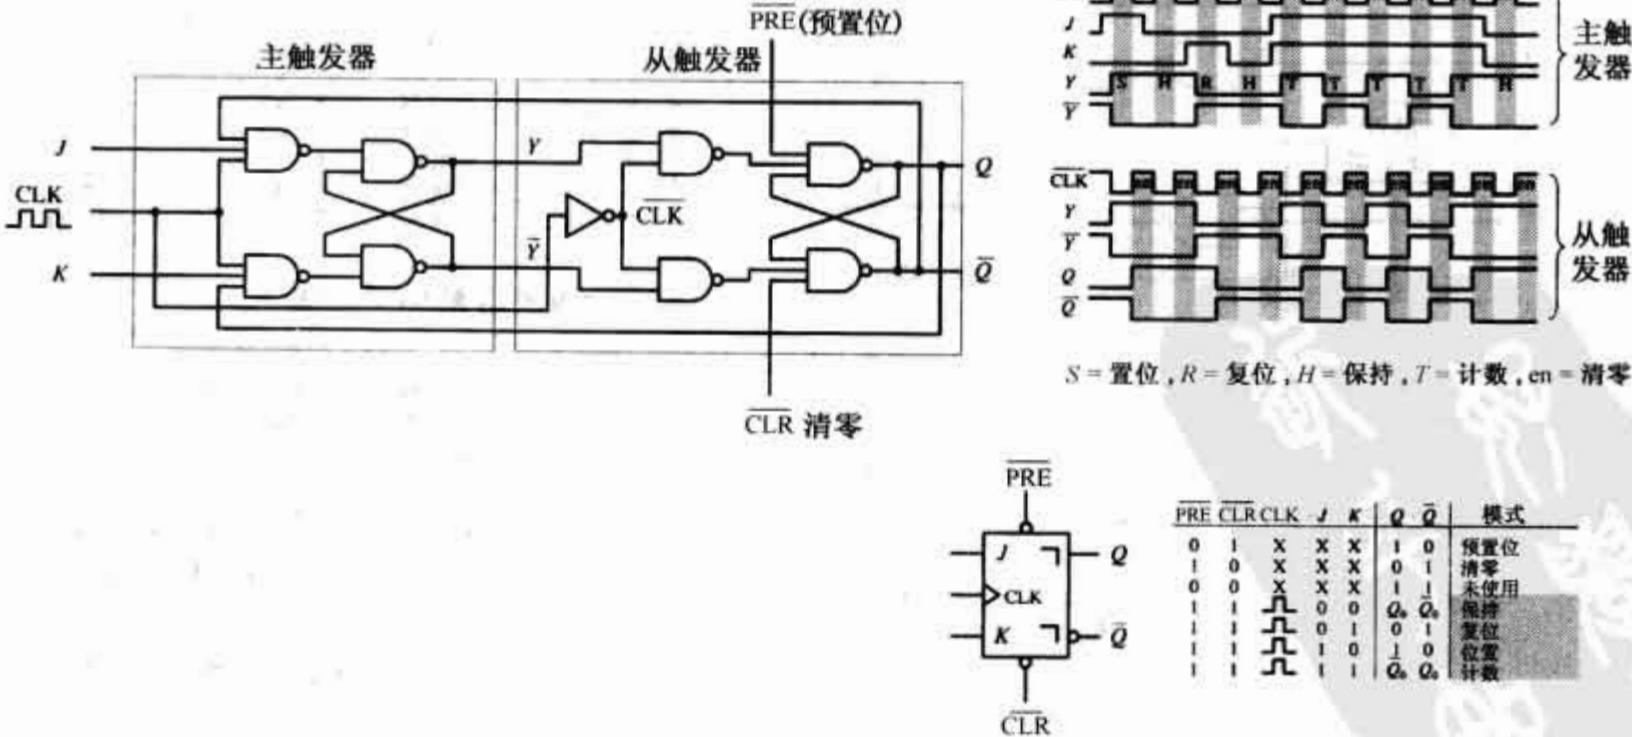 主触发器
从触发器
PRE(预置位)
J
CLK
K
Y
CLK
Y
Q
Q
CLR 清零
J
K
Y S H R H T T T T T H
Y
主触发器
CLK
Y
Y
Q
Q
从触发器
S = 置位 , R = 复位 , H = 保持 , T = 计数 , en = 清零
PRE
J Q
CLK
K Q
CLR
PRE CLR CLK J K Q Q 模式
0 1 X X X 1 0 预置位
1 0 X X X 0 1 清零
0 0 X X X 1 1 未使用
1 1 0 0 Q₀ Q₀ 保持
1 1 0 1 0 1 复位
1 1 1 0 1 0 位置
1 1 1 1 Q₀ Q₀ 计数